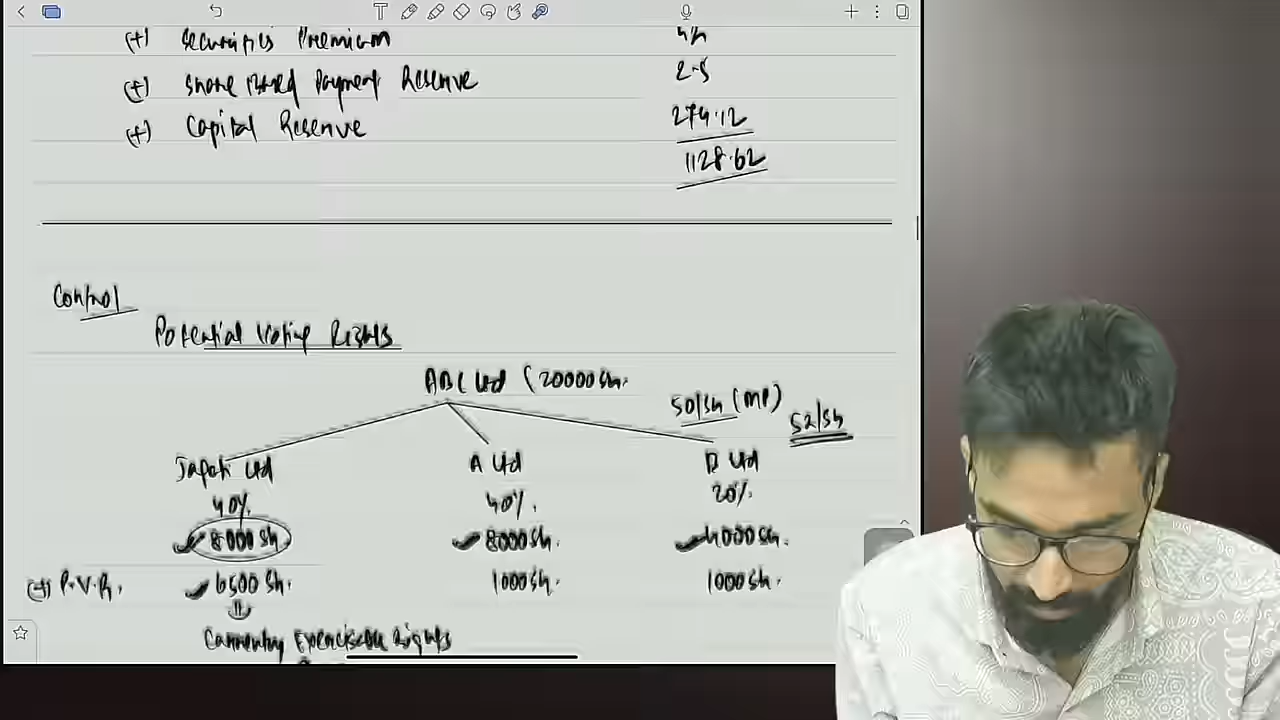 (+) Securities Premium
(+) Share Based Payment Reserve 2.5
(+) Capital Reserve 274.12
1128.62
Control
Potential Voting Rights
ABC Ltd (20000 Sh.
50/sh (MP) 52/sh
Ltd A Ltd B Ltd
40% 40% 20%
8000 Sh 8000 Sh. 4000 Sh.
(+) P.V.R. 6500 Sh. 1000 Sh. 1000 Sh.
Currently Exercisable Rights